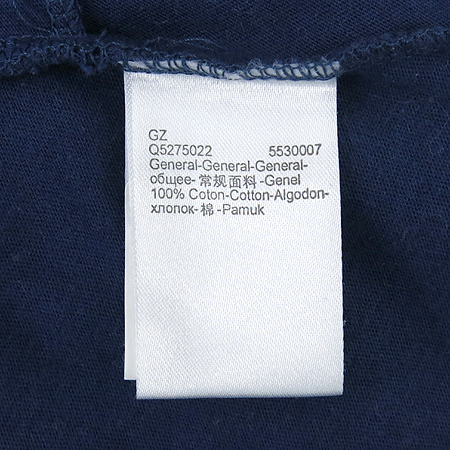 GZ
Q5275022 5530007
General-General-General-
общее-常规面料-Genel
100% Coton-Cotton-Algodon-
хлопок-棉-Pamuk